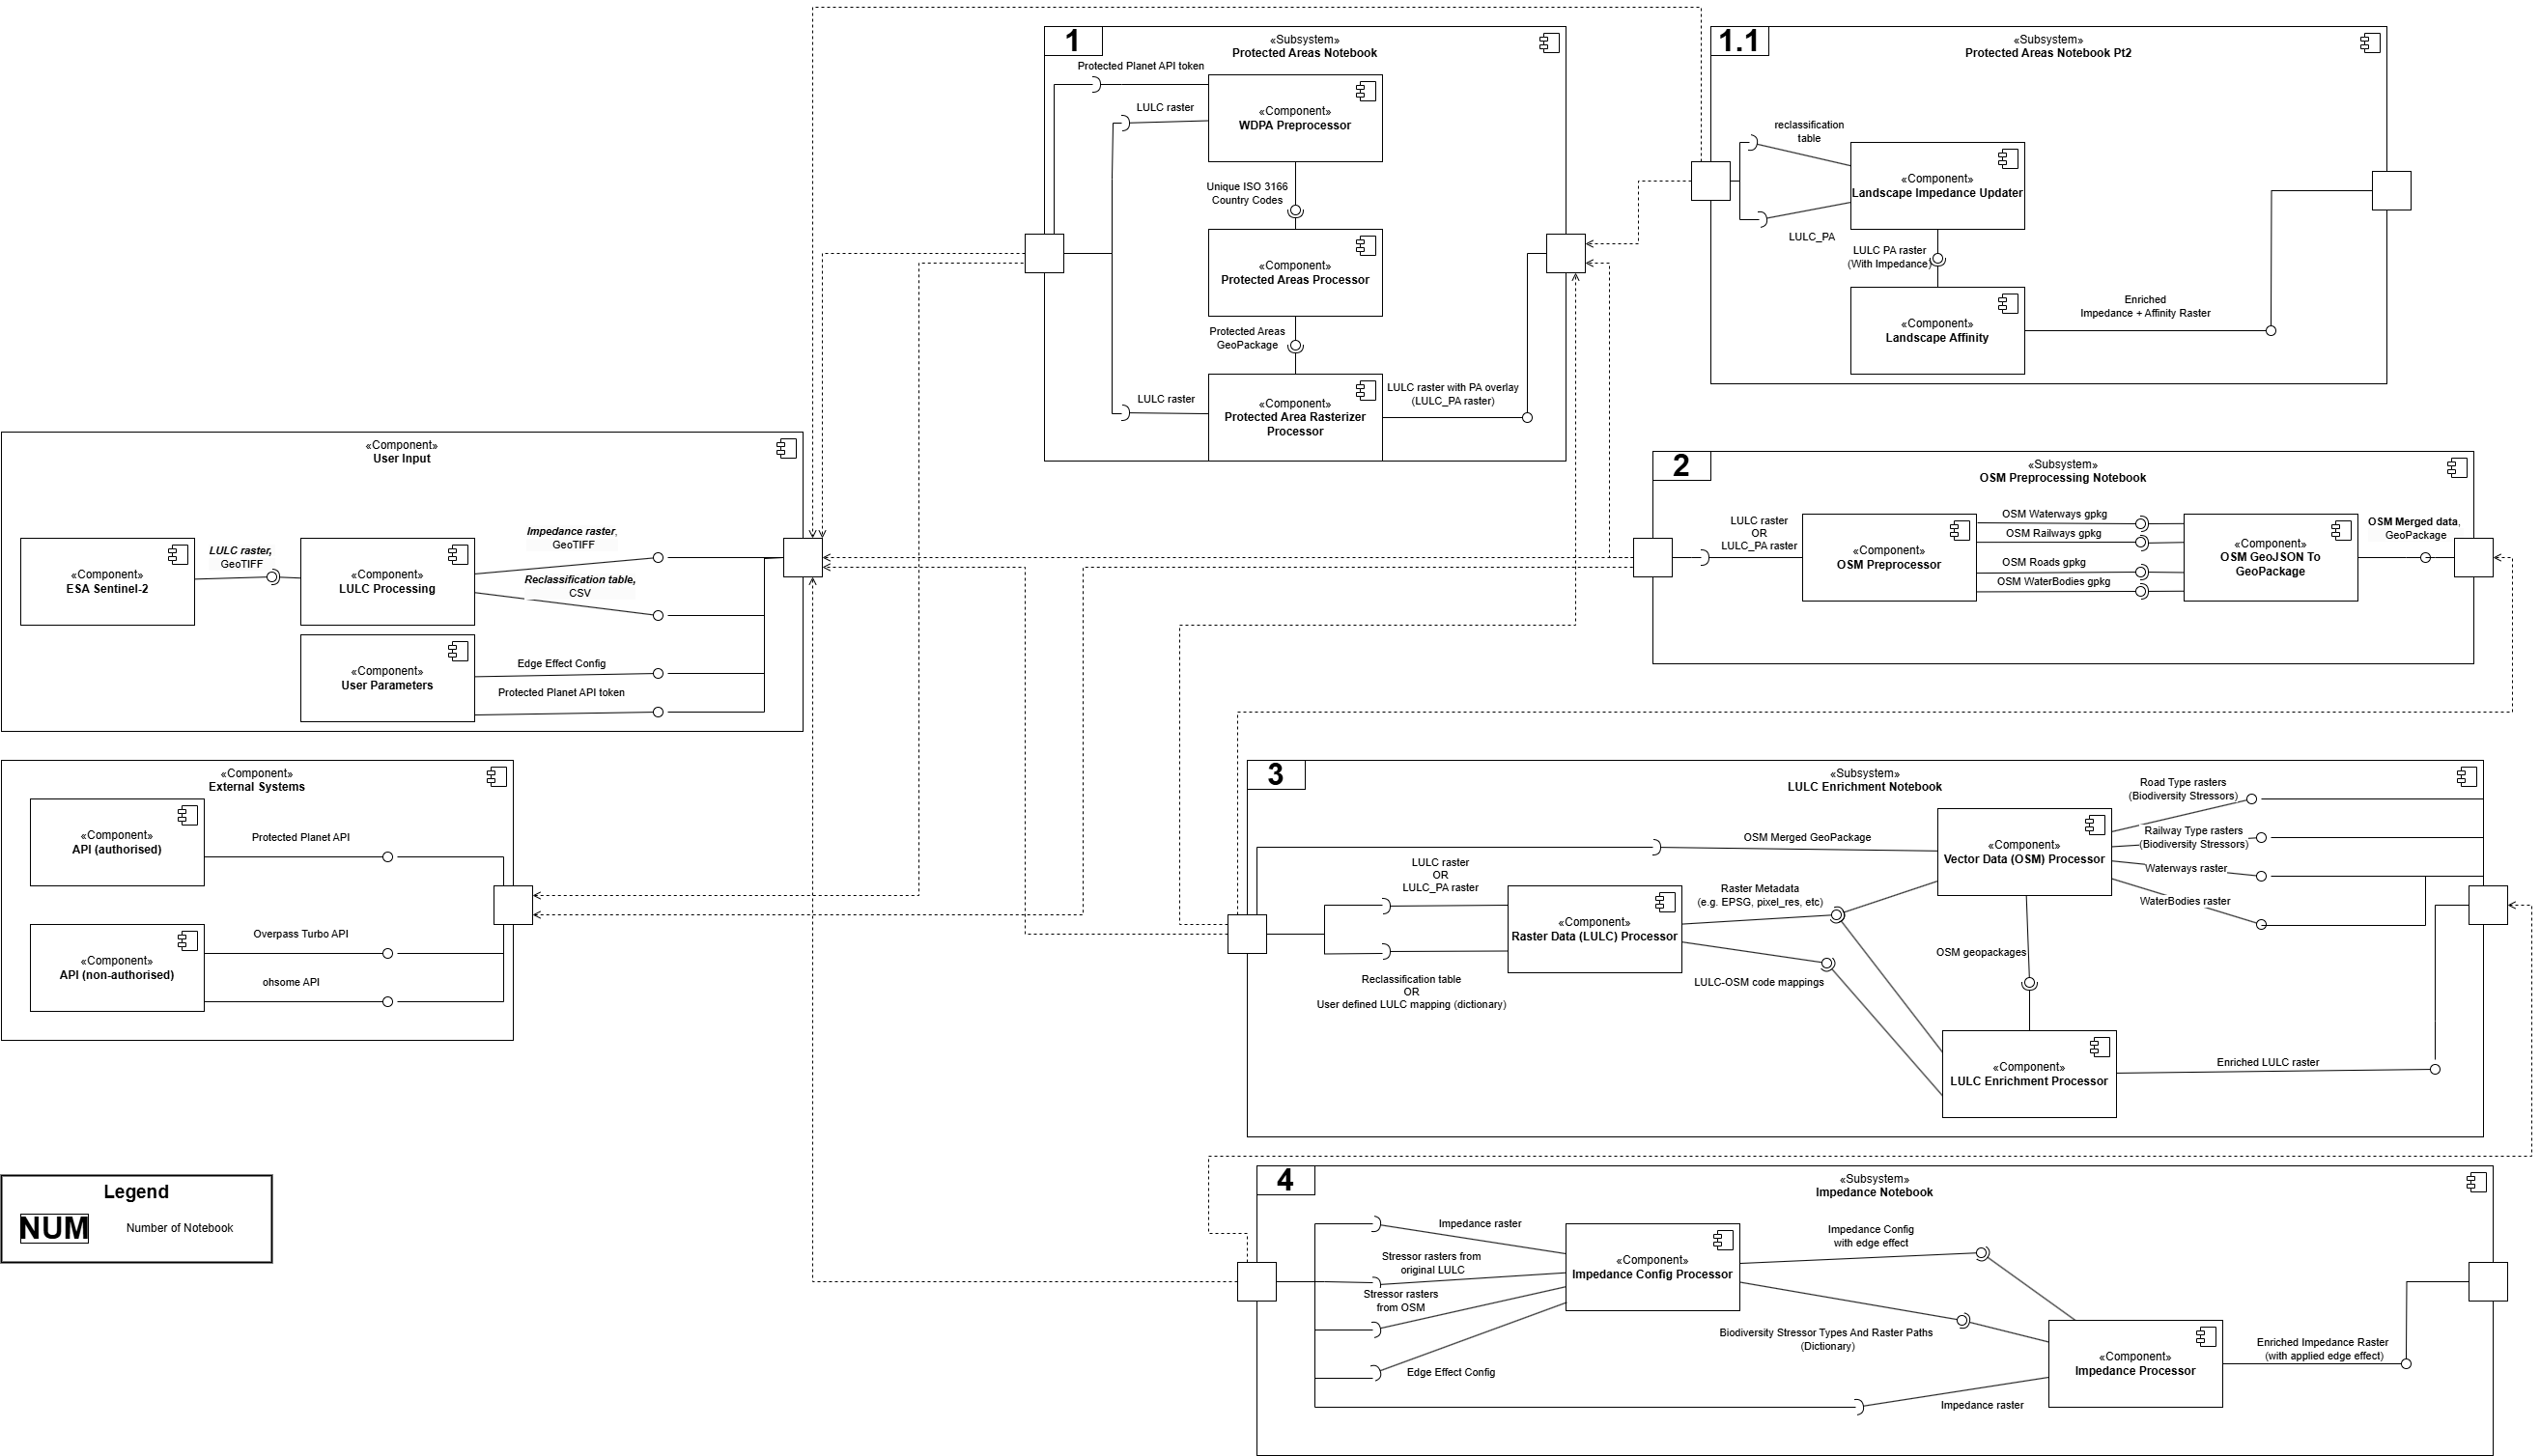 1
«Subsystem»
Protected Areas Notebook
Protected Planet API token
LULC raster
«Component»
WDPA Preprocessor
Unique ISO 3166
Country Codes
«Component»
Protected Areas Processor
Protected Areas
GeoPackage
LULC raster
«Component»
Protected Area Rasterizer
Processor
LULC raster with PA overlay
(LULC_PA raster)
1.1
«Subsystem»
Protected Areas Notebook Pt2
reclassification
table
«Component»
Landscape Impedance Updater
LULC_PA
LULC PA raster
(With Impedance)
«Component»
Landscape Affinity
Enriched
Impedance + Affinity Raster
«Component»
User Input
«Component»
ESA Sentinel-2
LULC raster,
GeoTIFF
«Component»
LULC Processing
Impedance raster,
GeoTIFF
Reclassification table,
CSV
«Component»
User Parameters
Edge Effect Config
Protected Planet API token
2
«Subsystem»
OSM Preprocessing Notebook
LULC raster
OR
LULC_PA raster
«Component»
OSM Preprocessor
OSM Waterways gpkg
OSM Railways gpkg
OSM Roads gpkg
OSM WaterBodies gpkg
«Component»
OSM GeoJSON To
GeoPackage
OSM Merged data,
GeoPackage
«Component»
External Systems
«Component»
API (authorised)
Protected Planet API
«Component»
API (non-authorised)
Overpass Turbo API
ohsome API
3
«Subsystem»
LULC Enrichment Notebook
OSM Merged GeoPackage
LULC raster
OR
LULC_PA raster
«Component»
Raster Data (LULC) Processor
Reclassification table
OR
User defined LULC mapping (dictionary)
Raster Metadata
(e.g. EPSG, pixel_res, etc)
LULC-OSM code mappings
«Component»
Vector Data (OSM) Processor
Road Type rasters
(Biodiversity Stressors)
Railway Type rasters
(Biodiversity Stressors)
Waterways raster
WaterBodies raster
OSM geopackages
«Component»
LULC Enrichment Processor
Enriched LULC raster
Legend
NUM
Number of Notebook
4
«Subsystem»
Impedance Notebook
Impedance raster
Stressor rasters from
original LULC
Stressor rasters
from OSM
Edge Effect Config
«Component»
Impedance Config Processor
Impedance Config
with edge effect
Biodiversity Stressor Types And Raster Paths
(Dictionary)
Impedance raster
«Component»
Impedance Processor
Enriched Impedance Raster
(with applied edge effect)